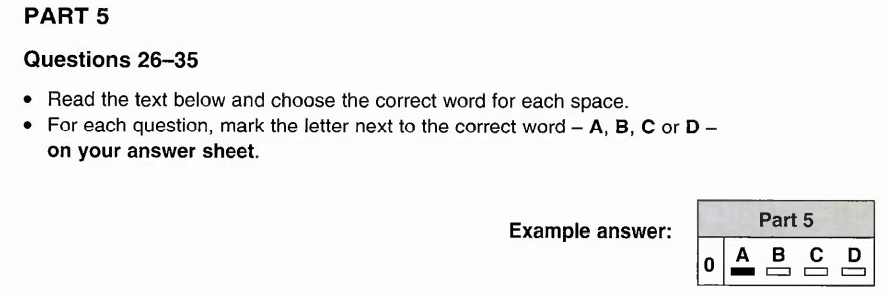 PART 5
Questions 26–35
• Read the text below and choose the correct word for each space.
• For each question, mark the letter next to the correct word – A, B, C or D –
on your answer sheet.
Example answer:
Part 5
0 A B C D